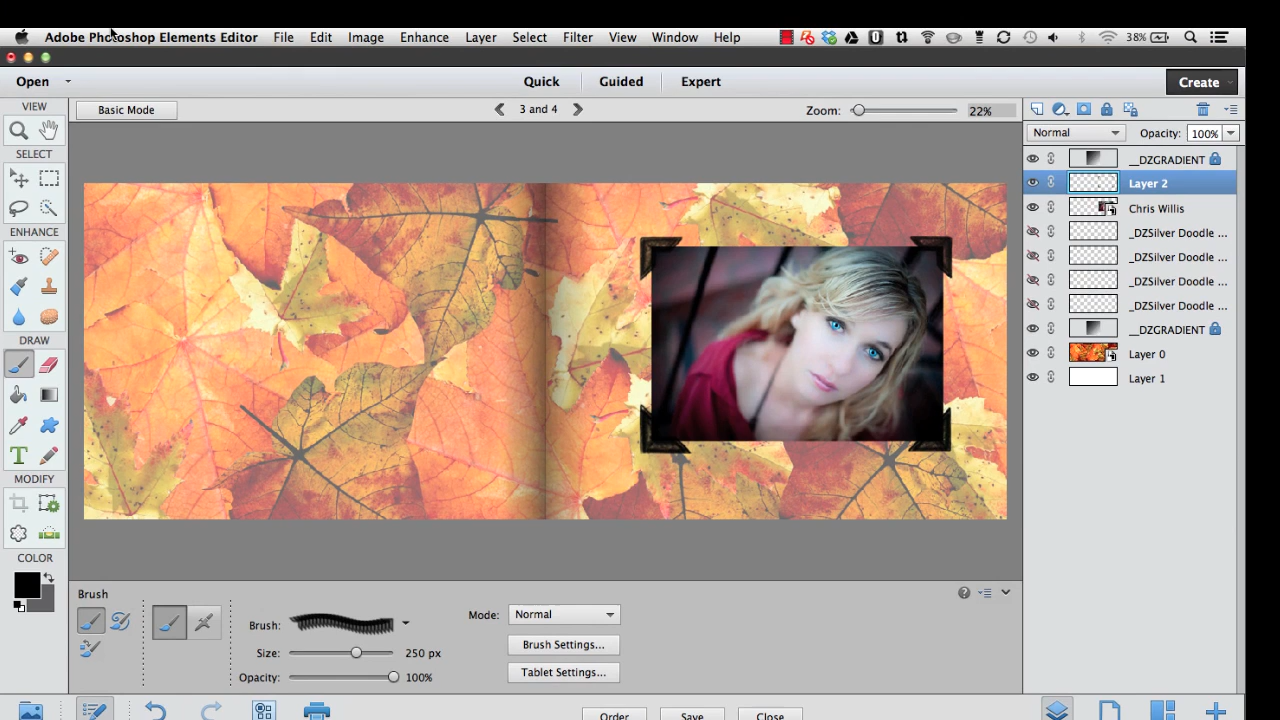 Adobe Photoshop Elements Editor File Edit Image Enhance Layer Select Filter View Window Help 38%
Open Quick Guided Expert Create
VIEW
Basic Mode 3 and 4 Zoom: 22%
Normal Opacity: 100%
SELECT
__DZGRADIENT
Layer 2
Chris Willis
_DZSilver Doodle ...
_DZSilver Doodle ...
_DZSilver Doodle ...
_DZSilver Doodle ...
__DZGRADIENT
Layer 0
Layer 1
ENHANCE
DRAW
T
MODIFY
COLOR
Brush
Brush:
Size: 250 px
Opacity: 100%
Mode: Normal
Brush Settings...
Tablet Settings...
Order Save Close